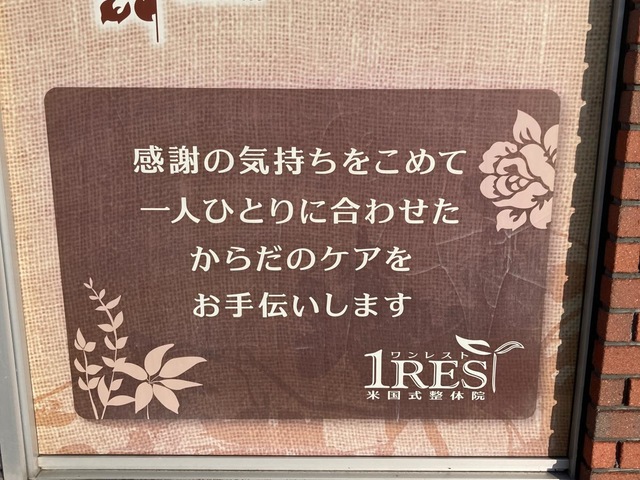 感謝の気持ちをこめて
一人ひとりに合わせた
からだのケアを
お手伝いします
ワンレスト
1REST
米国式整体院